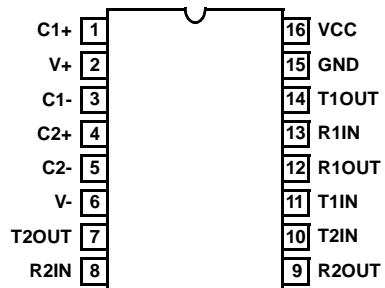 C1+ 1 16 VCC
V+ 2 15 GND
C1- 3 14 T1OUT
C2+ 4 13 R1IN
C2- 5 12 R1OUT
V- 6 11 T1IN
T2OUT 7 10 T2IN
R2IN 8 9 R2OUT